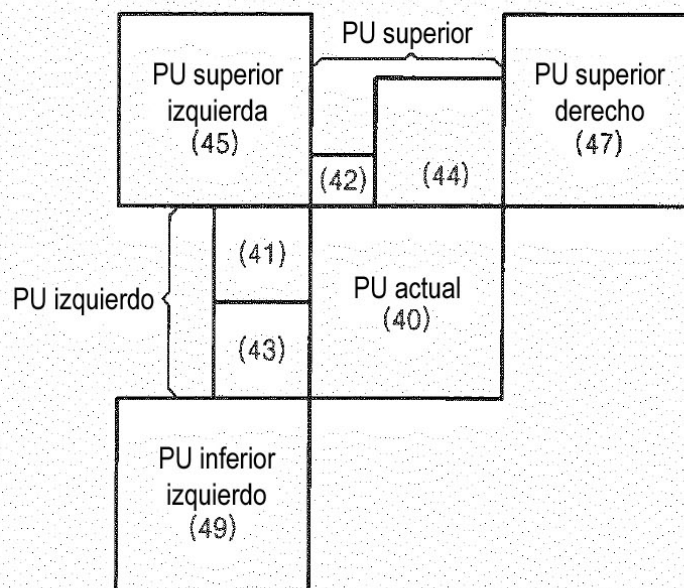 PU superior
PU superior
izquierda
(45)
PU superior
derecho
(47)
(42)
(44)
(41)
PU izquierdo
PU actual
(40)
(43)
PU inferior
izquierdo
(49)